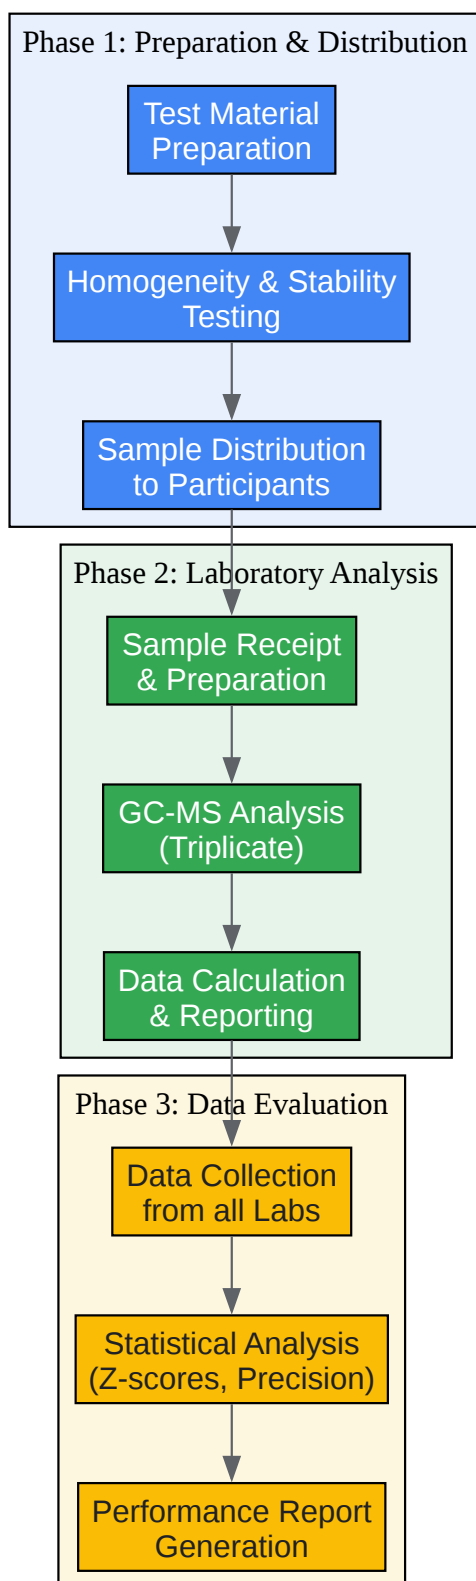 Phase 1: Preparation & Distribution
Test Material
Preparation
Homogeneity & Stability
Testing
Sample Distribution
to Participants
Phase 2: Laboratory Analysis
Sample Receipt
& Preparation
GC-MS Analysis
(Triplicate)
Data Calculation
& Reporting
Phase 3: Data Evaluation
Data Collection
from all Labs
Statistical Analysis
(Z-scores, Precision)
Performance Report
Generation